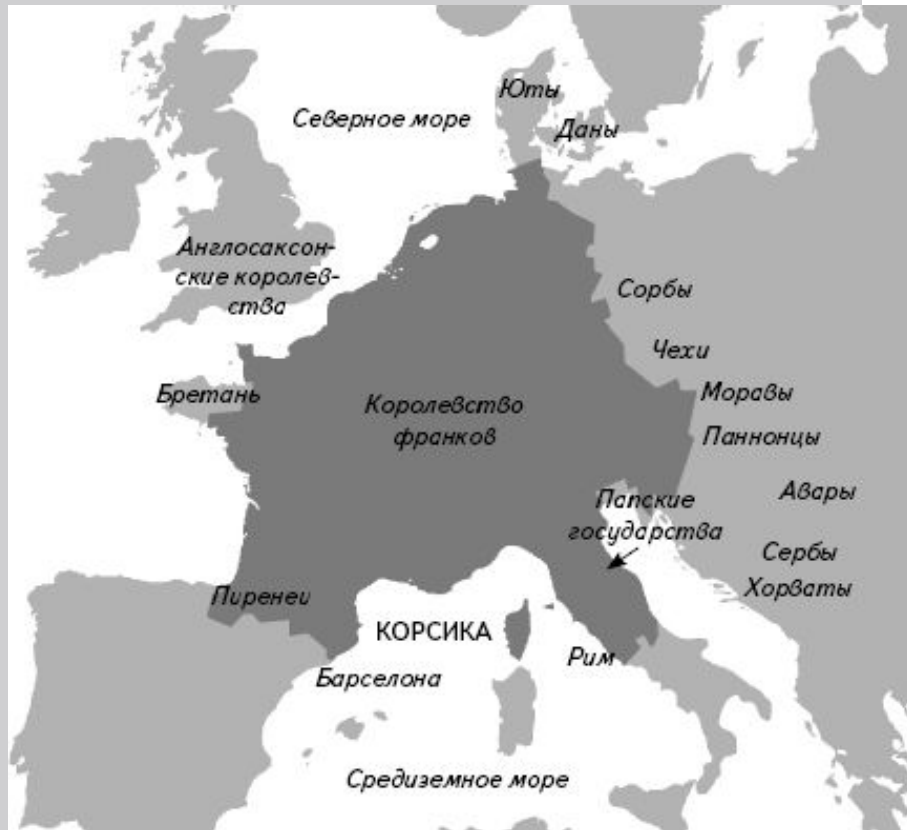 Юты
Северное море
Даны
Англосаксон-
ские королев-
ства
Сорбы
Чехи
Бретань
Моравы
Королевство
франков
Паннонцы
Авары
Папские
государства
Сербы
Хорваты
Пиренеи
КОРСИКА
Рим
Барселона
Средиземное море